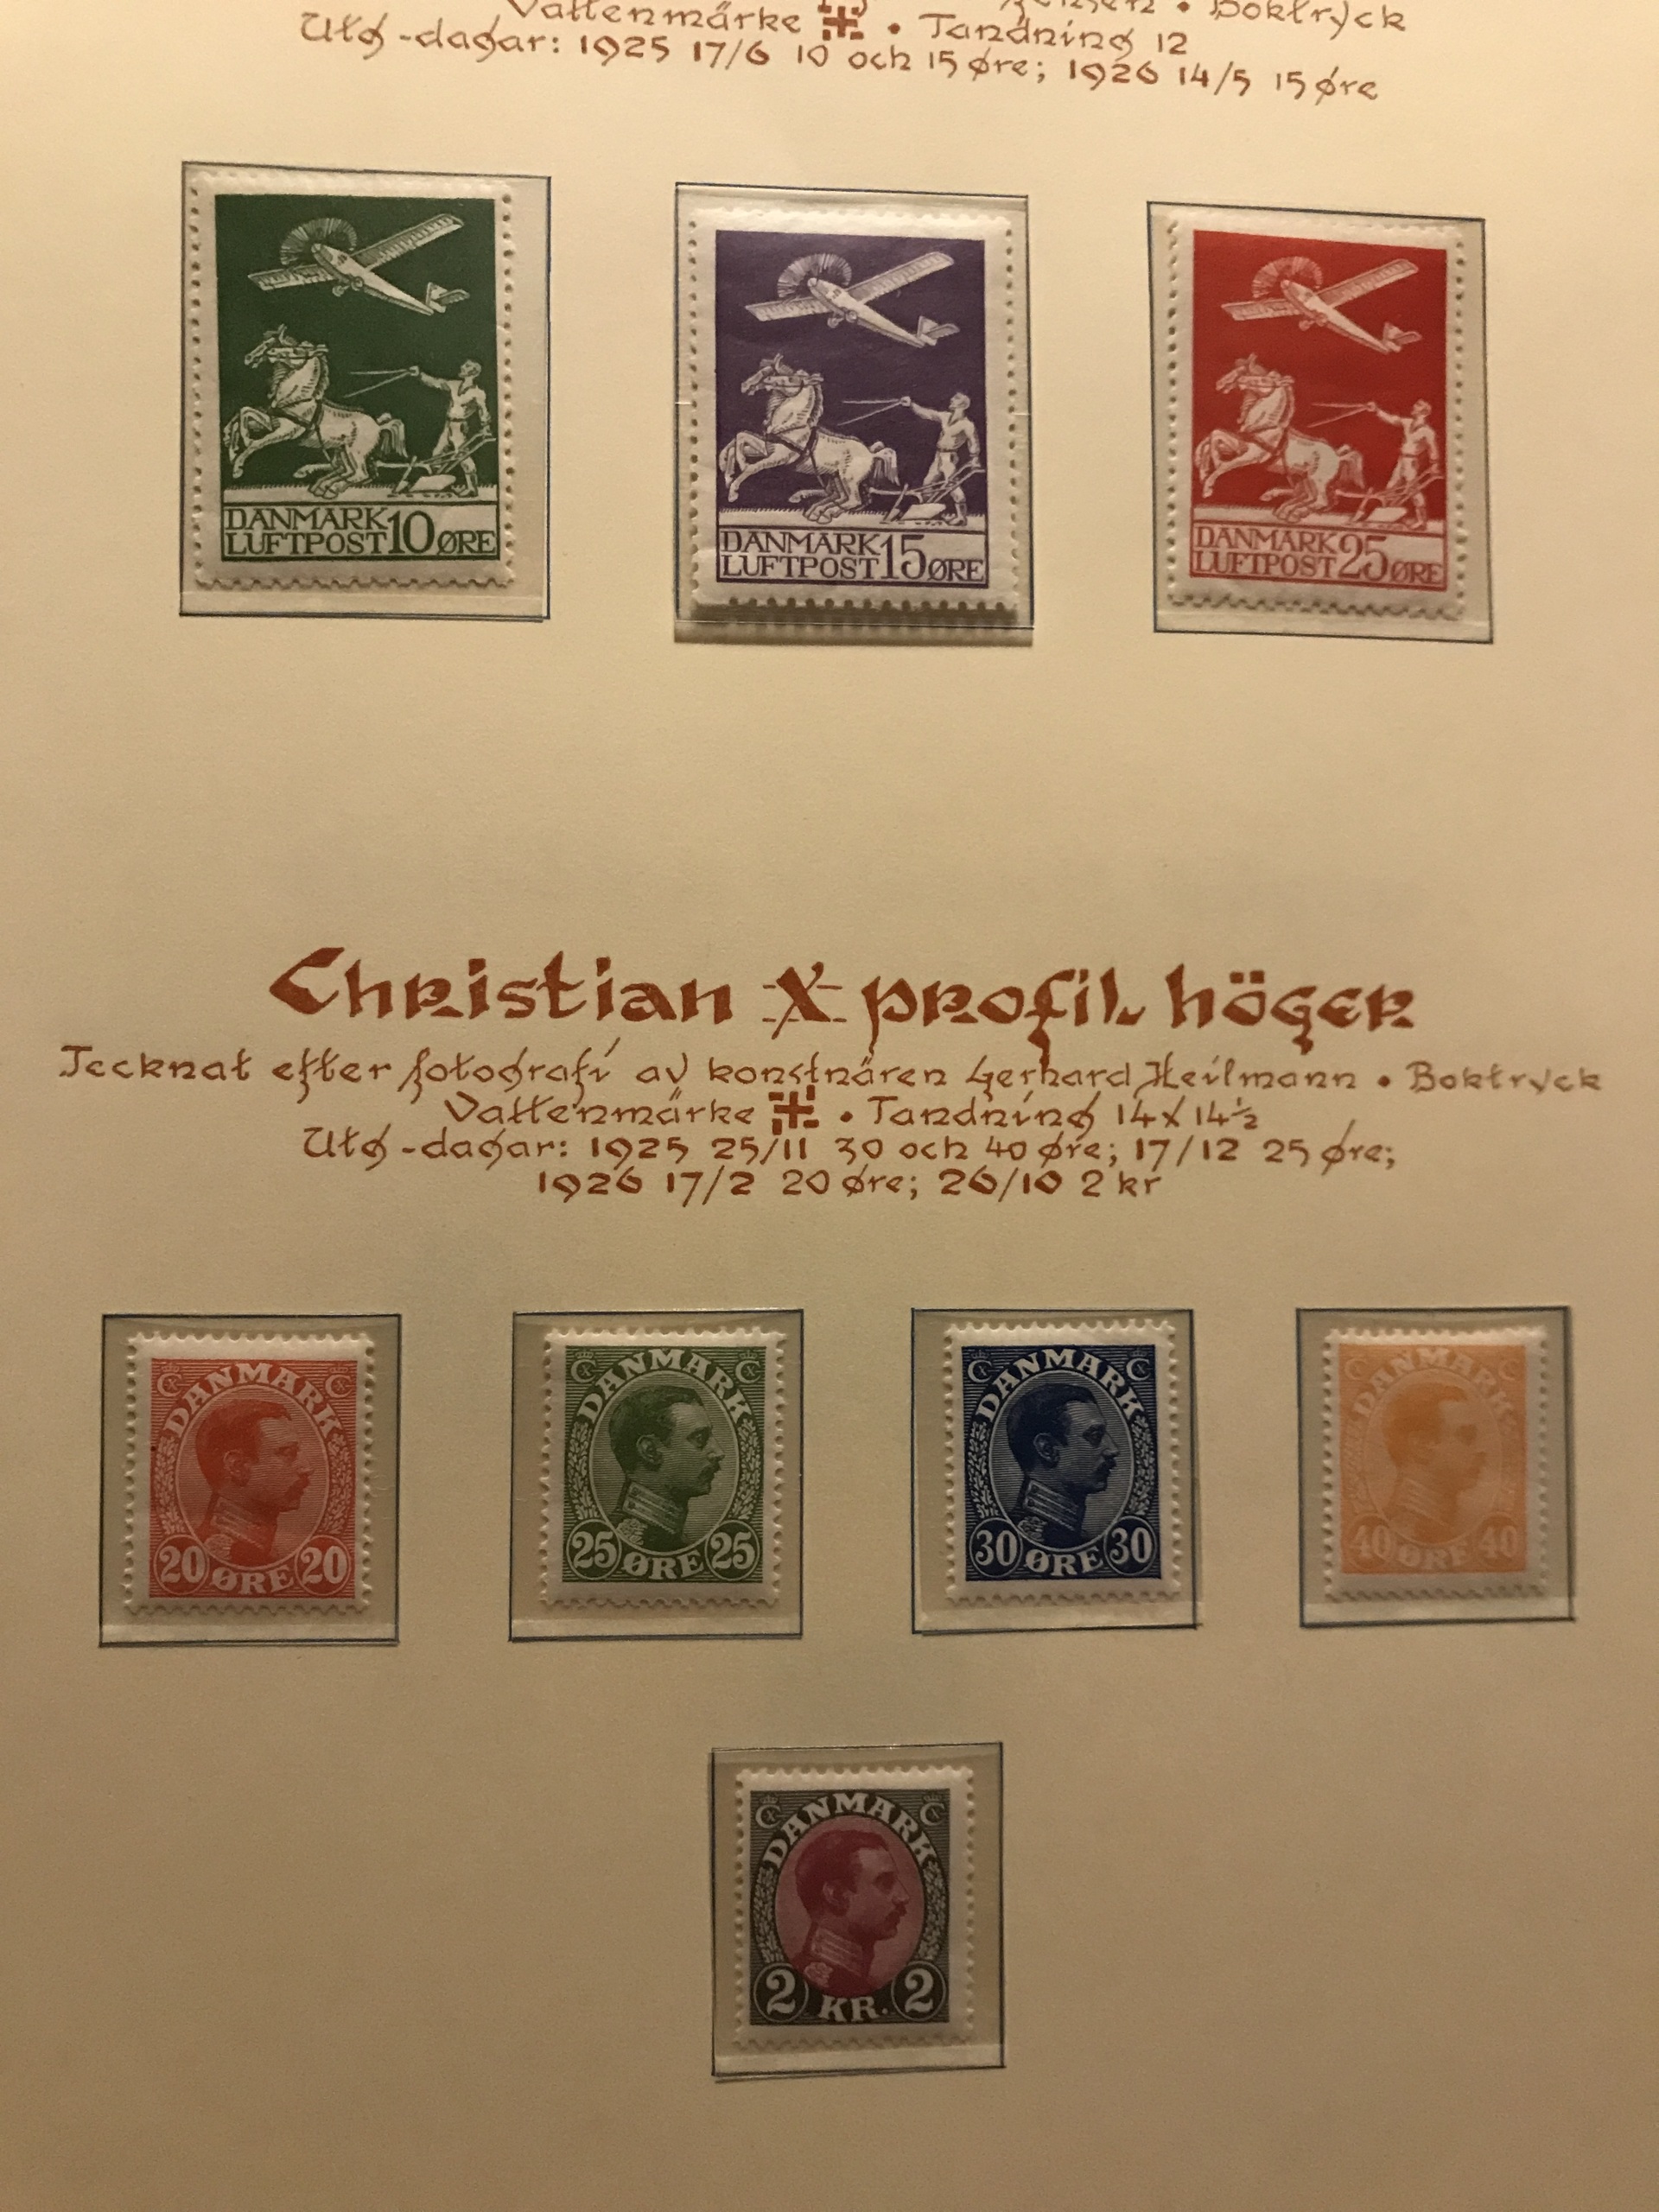 Vattenmärke • Tandning 12 • Boktryck
Utg-dagar: 1925 17/6 10 och 15 øre; 1926 14/5 15 øre
DANMARK 10 ØRE
LUFTPOST
DANMARK 15 ØRE
LUFTPOST
DANMARK 25 ØRE
LUFTPOST
Christian X profil höger
Tecknat efter fotografi av konstnären Gerhard Heilmann • Boktryck
Vattenmärke • Tandning 14x14½
Utg-dagar: 1925 25/11 30 och 40 øre; 17/12 25 øre;
1926 17/2 20 øre; 26/10 2 kr
DANMARK
20 ØRE 20
DANMARK
25 ØRE 25
DANMARK
30 ØRE 30
DANMARK
40 ØRE 40
DANMARK
2 KR. 2